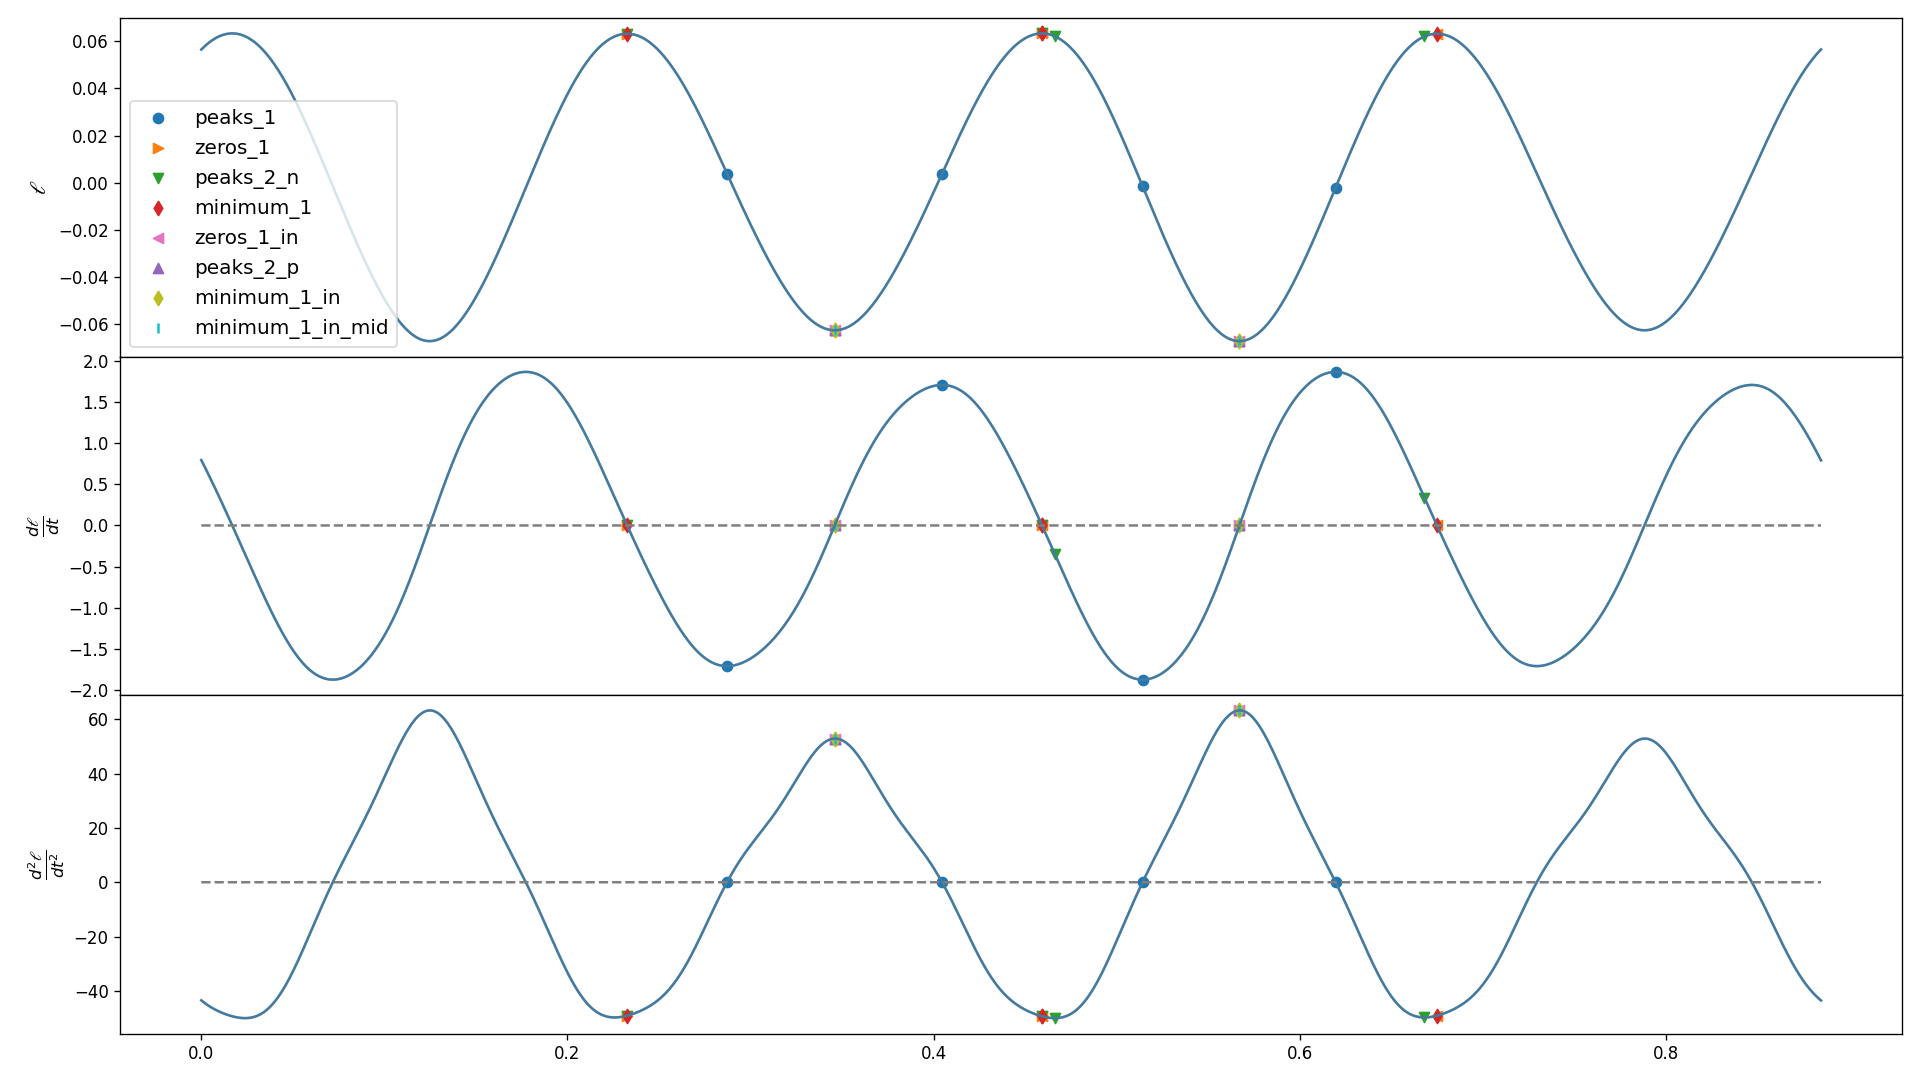 0.06
0.04
0.02
0.00
−0.02
−0.04
−0.06
ℓ
peaks_1
zeros_1
peaks_2_n
minimum_1
zeros_1_in
peaks_2_p
minimum_1_in
minimum_1_in_mid
2.0
1.5
1.0
0.5
0.0
−0.5
−1.0
−1.5
−2.0
dℓ/dt
60
40
20
0
−20
−40
d²ℓ/dt²
0.0 0.2 0.4 0.6 0.8